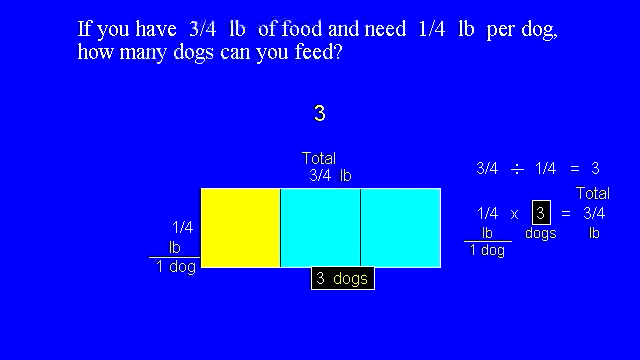 If you have 3/4 lb of food and need 1/4 lb per dog,
how many dogs can you feed?
3
Total
3/4 lb
1/4
lb
1 dog
3 dogs
3/4 ÷ 1/4 = 3
Total
1/4 x 3 = 3/4
lb dogs lb
1 dog